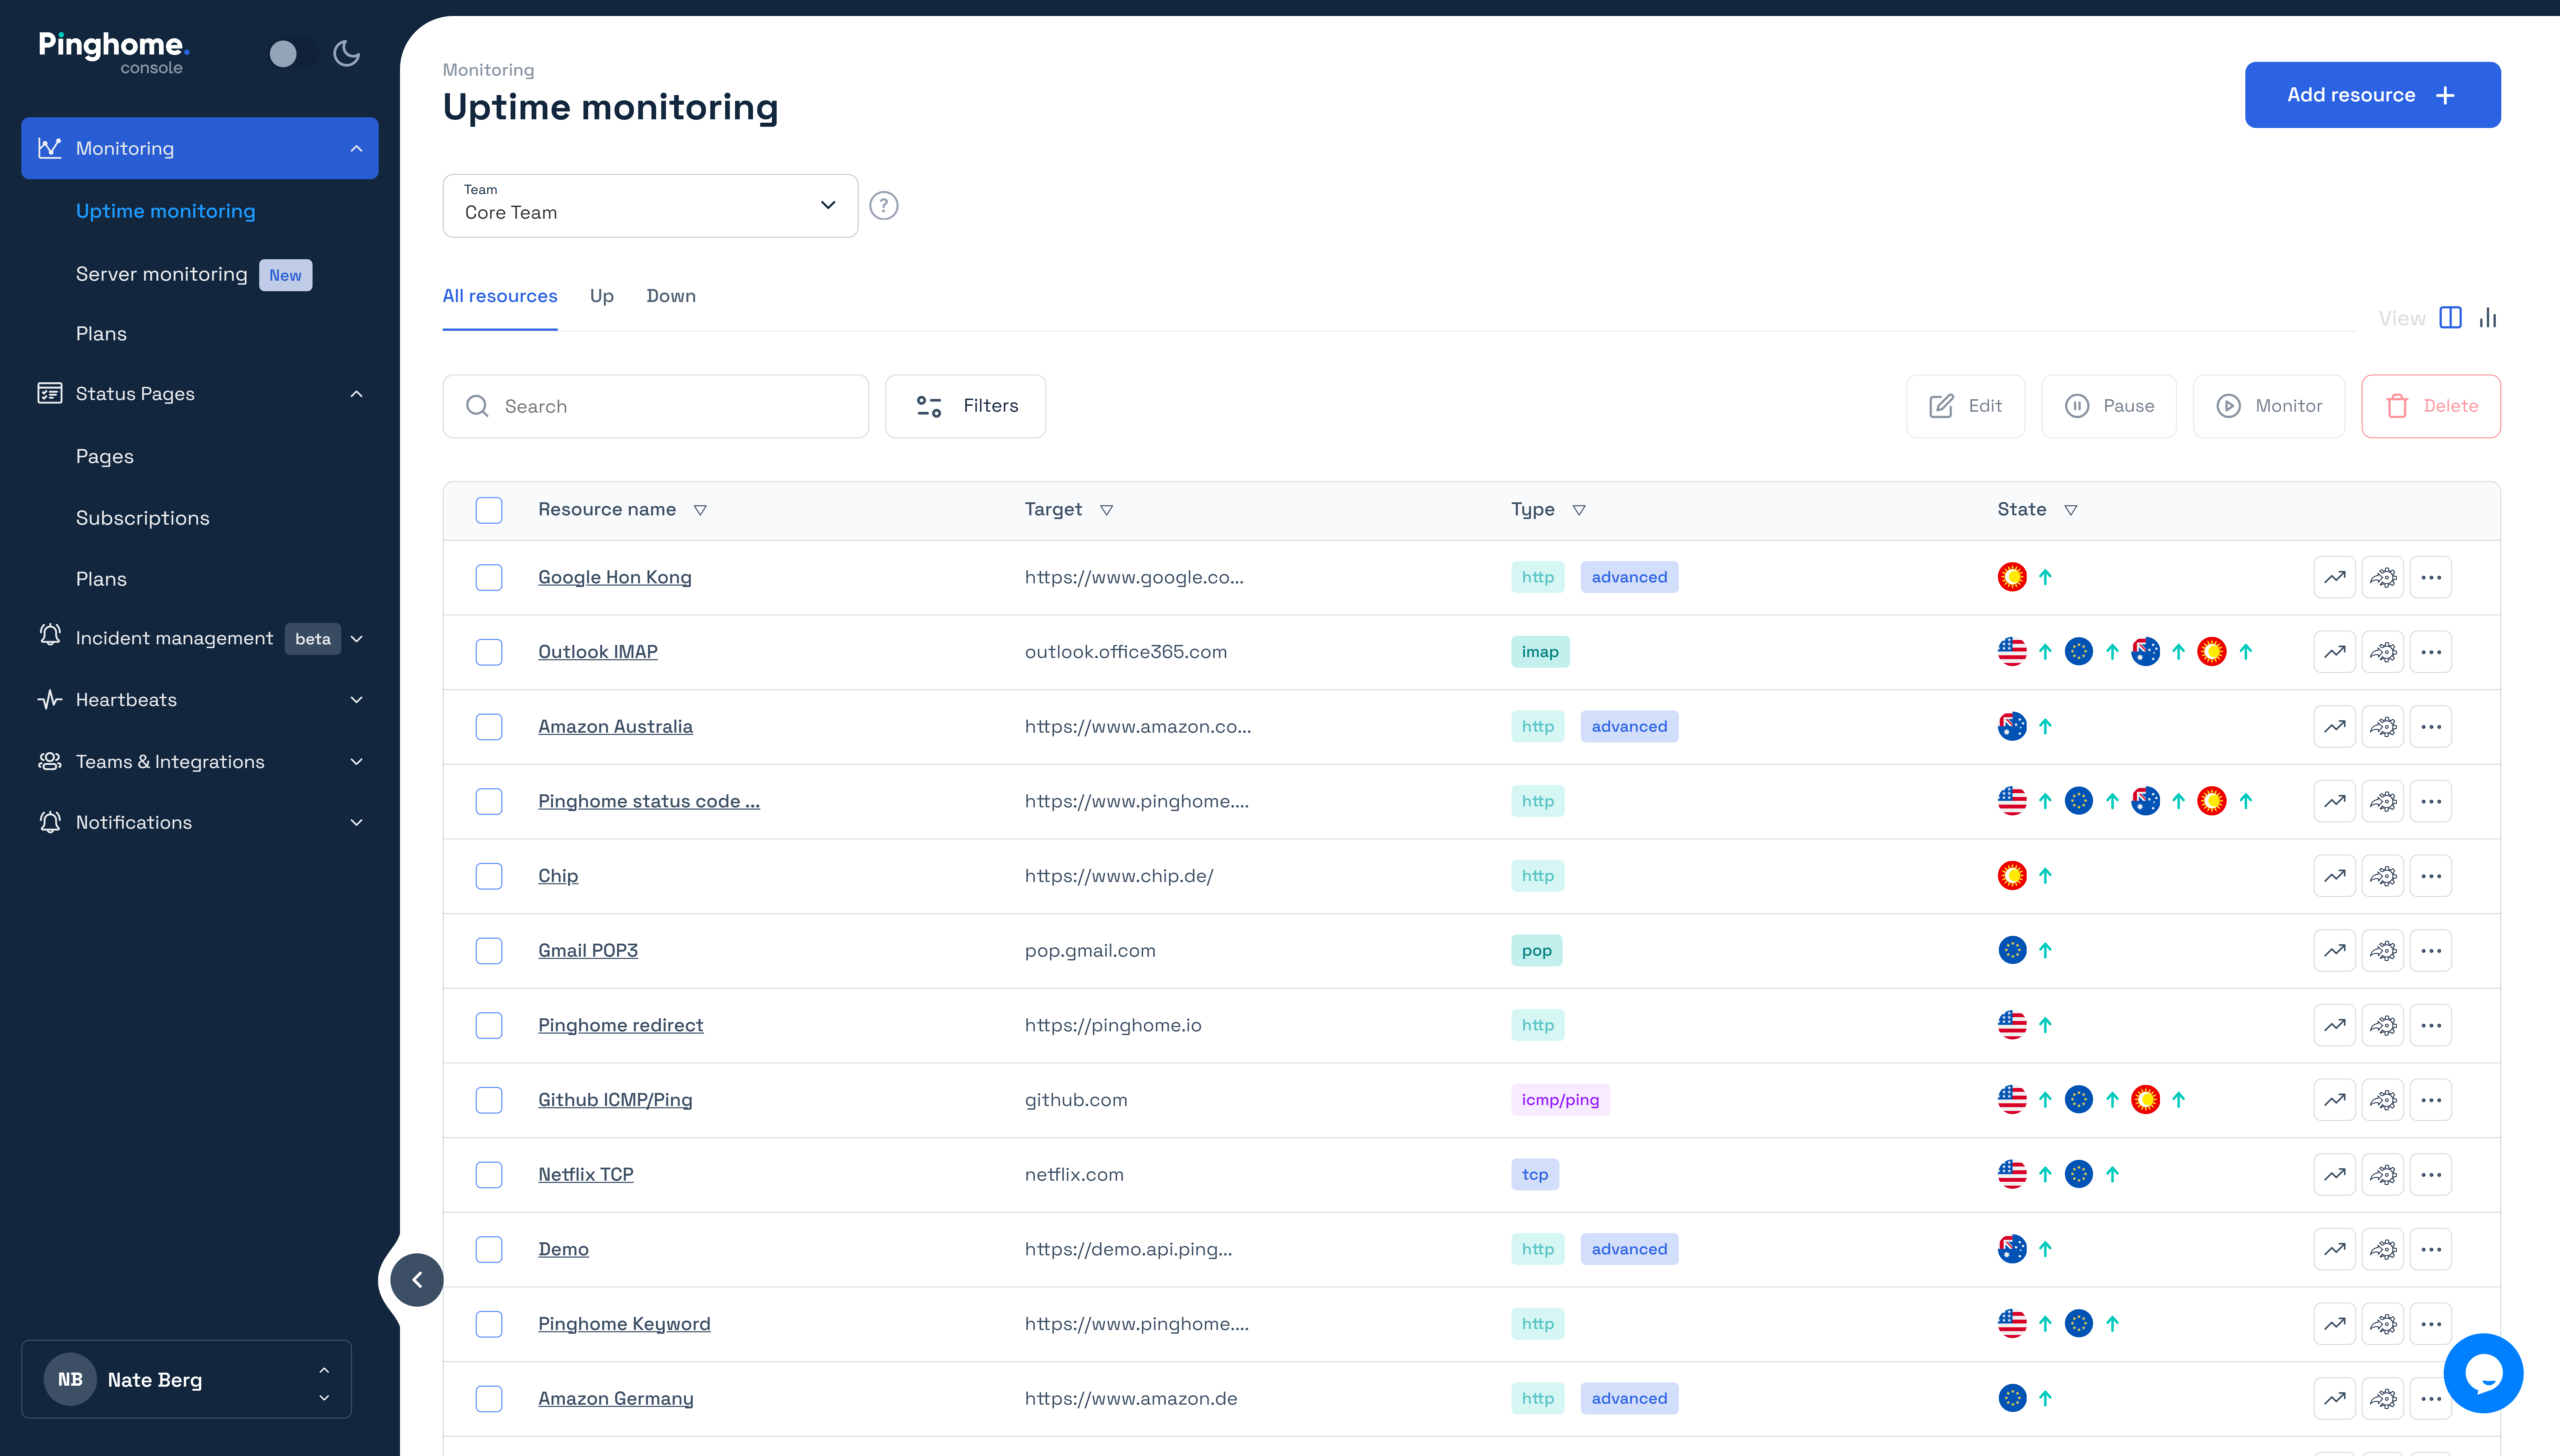 Pinghome.
console
Monitoring
Uptime monitoring
Server monitoring New
Plans
Status Pages
Pages
Subscriptions
Plans
Incident management beta
Heartbeats
Teams & Integrations
Notifications
NB Nate Berg
Monitoring
Uptime monitoring
Add resource
Team
Core Team
?
All resources Up Down
View
Search Filters Edit Pause Monitor Delete
Resource name Target Type State
Google Hon Kong https://www.google.co... http advanced
Outlook IMAP outlook.office365.com imap
Amazon Australia https://www.amazon.co... http advanced
Pinghome status code ... https://www.pinghome.... http
Chip https://www.chip.de/ http
Gmail POP3 pop.gmail.com pop
Pinghome redirect https://pinghome.io http
Github ICMP/Ping github.com icmp/ping
Netflix TCP netflix.com tcp
Demo https://demo.api.ping... http advanced
Pinghome Keyword https://www.pinghome.... http
Amazon Germany https://www.amazon.de http advanced